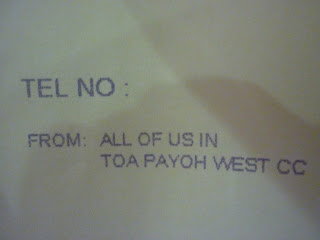 TEL NO :
FROM: ALL OF US IN
TOA PAYOH WEST CC